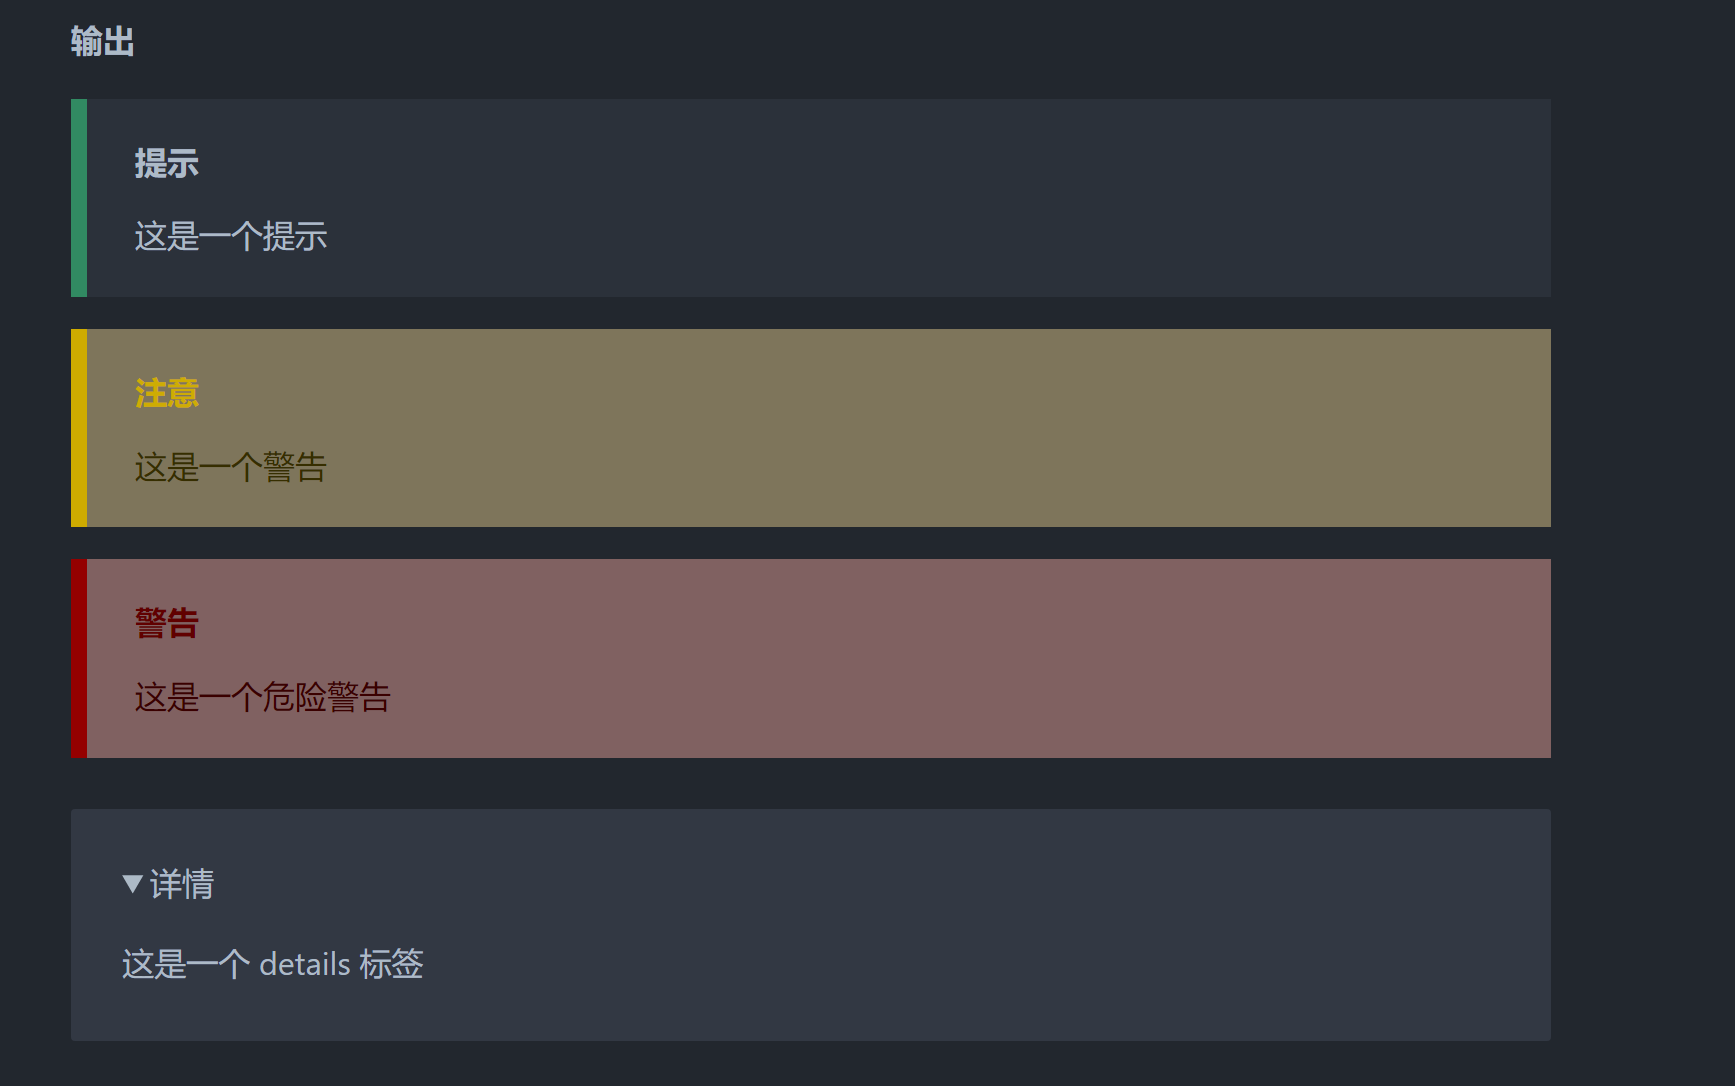 输出
提示
这是一个提示
注意
这是一个警告
警告
这是一个危险警告
详情
这是一个 details 标签